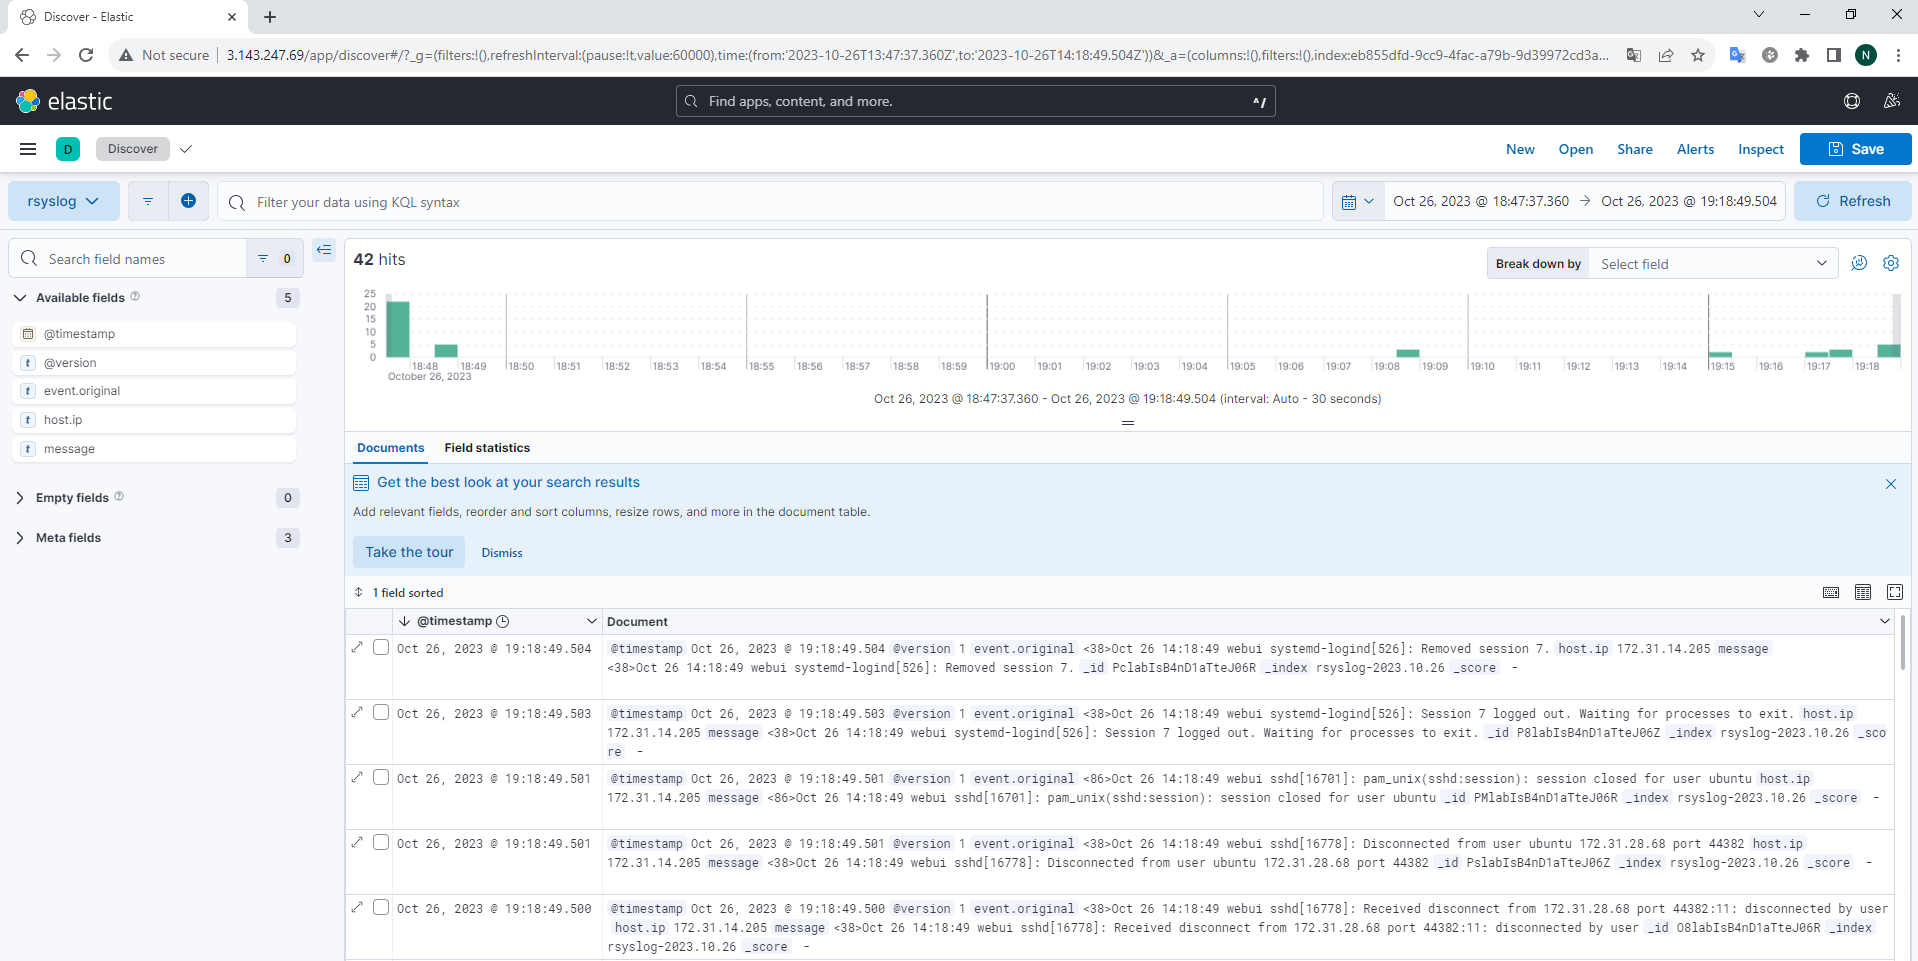 Discover - Elastic
Not secure
3.143.247.69/app/discover#/?_g=(filters:!(),refreshInterval:(pause:!t,value:60000),time:(from:'2023-10-26T13:47:37.360Z',to:'2023-10-26T14:18:49.504Z'))&_a=(columns:!(),filters:!(),index:eb855dfd-9cc9-4fac-a79b-9d39972cd3a...
N
elastic
Find apps, content, and more.
^/
D
Discover
New
Open
Share
Alerts
Inspect
Save
rsyslog
Filter your data using KQL syntax
Oct 26, 2023 @ 18:47:37.360 → Oct 26, 2023 @ 19:18:49.504
Refresh
Search field names
0
Available fields
5
@timestamp
t @version
t event.original
t host.ip
t message
Empty fields
0
Meta fields
3
42 hits
Break down by
Select field
25
20
15
10
5
0
18:48 18:49 18:50 18:51 18:52 18:53 18:54 18:55 18:56 18:57 18:58 18:59 19:00 19:01 19:02 19:03 19:04 19:05 19:06 19:07 19:08 19:09 19:10 19:11 19:12 19:13 19:14 19:15 19:16 19:17 19:18
October 26, 2023
Oct 26, 2023 @ 18:47:37.360 - Oct 26, 2023 @ 19:18:49.504 (interval: Auto - 30 seconds)
Documents
Field statistics
Get the best look at your search results
Add relevant fields, reorder and sort columns, resize rows, and more in the document table.
Take the tour
Dismiss
1 field sorted
@timestamp
Document
Oct 26, 2023 @ 19:18:49.504
@timestamp Oct 26, 2023 @ 19:18:49.504 @version 1 event.original <38>Oct 26 14:18:49 webui systemd-logind[526]: Removed session 7. host.ip 172.31.14.205 message
<38>Oct 26 14:18:49 webui systemd-logind[526]: Removed session 7. _id PclabIsB4nD1aTteJ06R _index rsyslog-2023.10.26 _score -
Oct 26, 2023 @ 19:18:49.503
@timestamp Oct 26, 2023 @ 19:18:49.503 @version 1 event.original <38>Oct 26 14:18:49 webui systemd-logind[526]: Session 7 logged out. Waiting for processes to exit. host.ip
172.31.14.205 message <38>Oct 26 14:18:49 webui systemd-logind[526]: Session 7 logged out. Waiting for processes to exit. _id P8labIsB4nD1aTteJ06Z _index rsyslog-2023.10.26 _sco
re -
Oct 26, 2023 @ 19:18:49.501
@timestamp Oct 26, 2023 @ 19:18:49.501 @version 1 event.original <86>Oct 26 14:18:49 webui sshd[16701]: pam_unix(sshd:session): session closed for user ubuntu host.ip
172.31.14.205 message <86>Oct 26 14:18:49 webui sshd[16701]: pam_unix(sshd:session): session closed for user ubuntu _id PMlabIsB4nD1aTteJ06R _index rsyslog-2023.10.26 _score -
Oct 26, 2023 @ 19:18:49.501
@timestamp Oct 26, 2023 @ 19:18:49.501 @version 1 event.original <38>Oct 26 14:18:49 webui sshd[16778]: Disconnected from user ubuntu 172.31.28.68 port 44382 host.ip
172.31.14.205 message <38>Oct 26 14:18:49 webui sshd[16778]: Disconnected from user ubuntu 172.31.28.68 port 44382 _id PslabIsB4nD1aTteJ06Z _index rsyslog-2023.10.26 _score -
Oct 26, 2023 @ 19:18:49.500
@timestamp Oct 26, 2023 @ 19:18:49.500 @version 1 event.original <38>Oct 26 14:18:49 webui sshd[16778]: Received disconnect from 172.31.28.68 port 44382:11: disconnected by user
host.ip 172.31.14.205 message <38>Oct 26 14:18:49 webui sshd[16778]: Received disconnect from 172.31.28.68 port 44382:11: disconnected by user _id O8labIsB4nD1aTteJ06R _index
rsyslog-2023.10.26 _score -